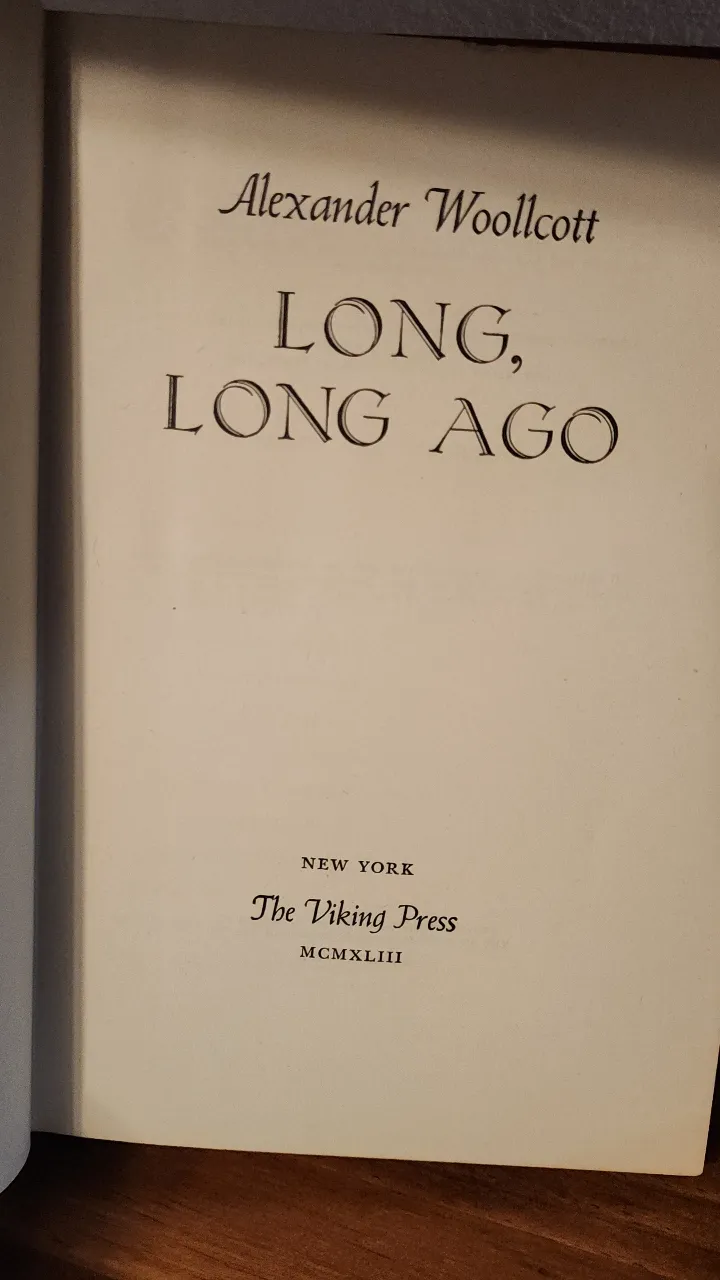 Alexander Woollcott
LONG,
LONG AGO
NEW YORK
The Viking Press
MCMXLIII